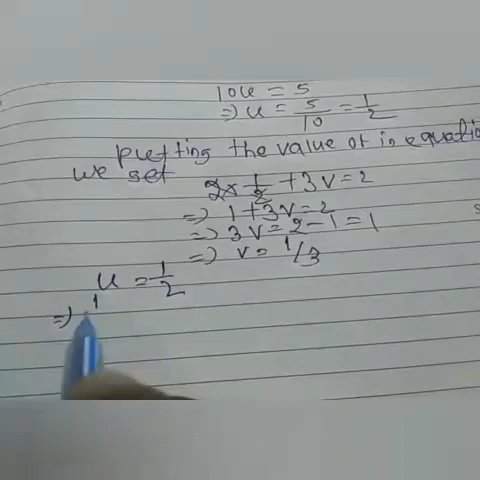 10u = 5
⇒ u = 5/10 = 1/2
putting the value of in equatio
we get
2 × 1/2 + 3v = 2
⇒ 1 + 3v = 2
⇒ 3v = 2 - 1 = 1
⇒ v = 1/3
u = 1/2
⇒ 1